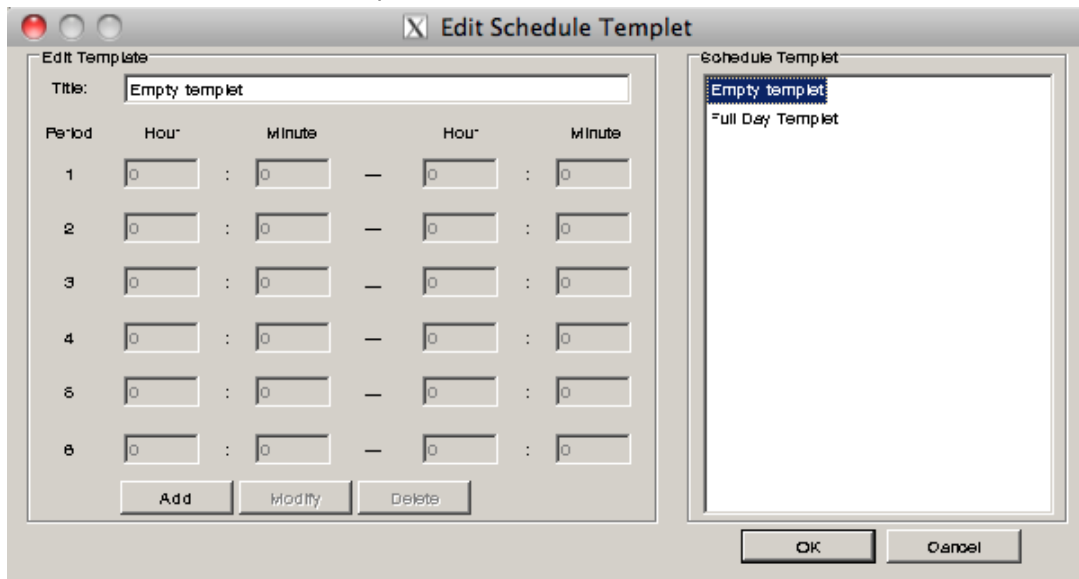 X Edit Schedule Templet
Edit Template
Title: Empty templet
Period Hour Minute Hour Minute
1 0 : 0 — 0 : 0
2 0 : 0 — 0 : 0
3 0 : 0 — 0 : 0
4 0 : 0 — 0 : 0
5 0 : 0 — 0 : 0
6 0 : 0 — 0 : 0
Add Modify Delete
Schedule Templet
Empty templet
Full Day Templet
OK Cancel